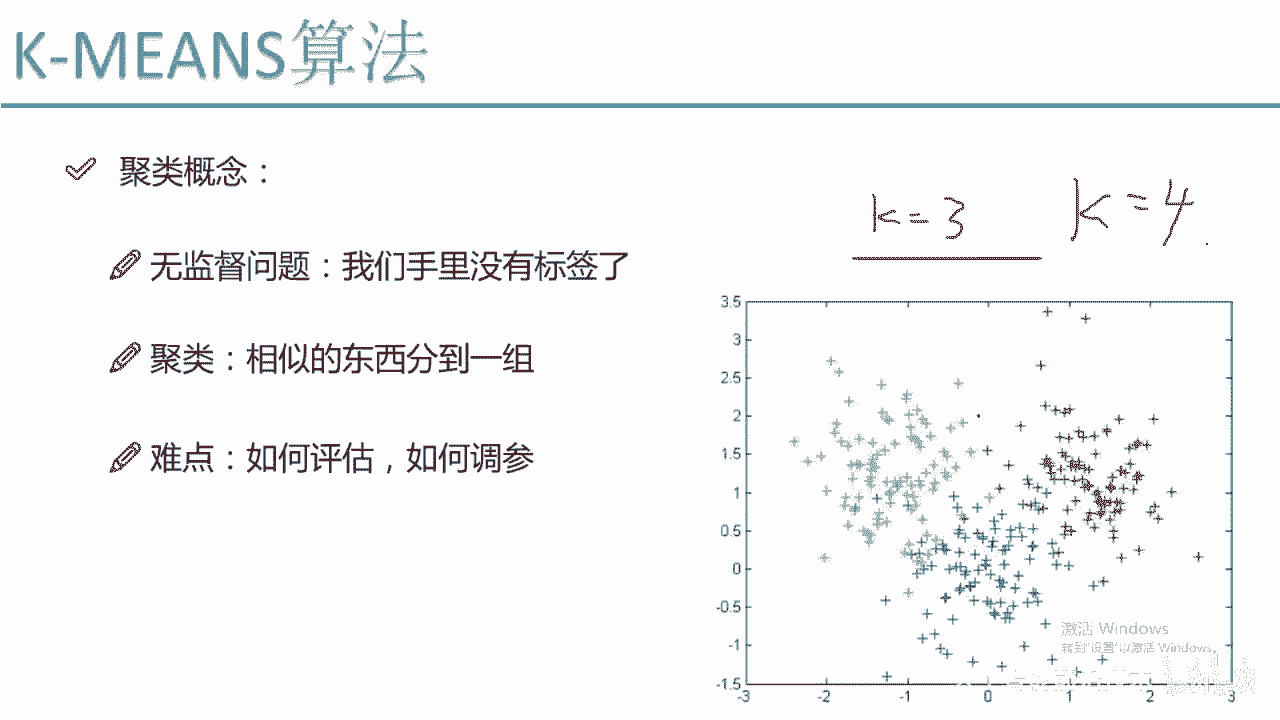 K-MEANS算法
聚类概念：
无监督问题：我们手里没有标签了
聚类：相似的东西分到一组
难点：如何评估，如何调参
k=3
K=4
3.5
3
2.5
2
1.5
1
0.5
0
-0.5
-1
-1.5
-3 -2 -1 0 1 2 3
激活 Windows
转到"设置"以激活 Windows。